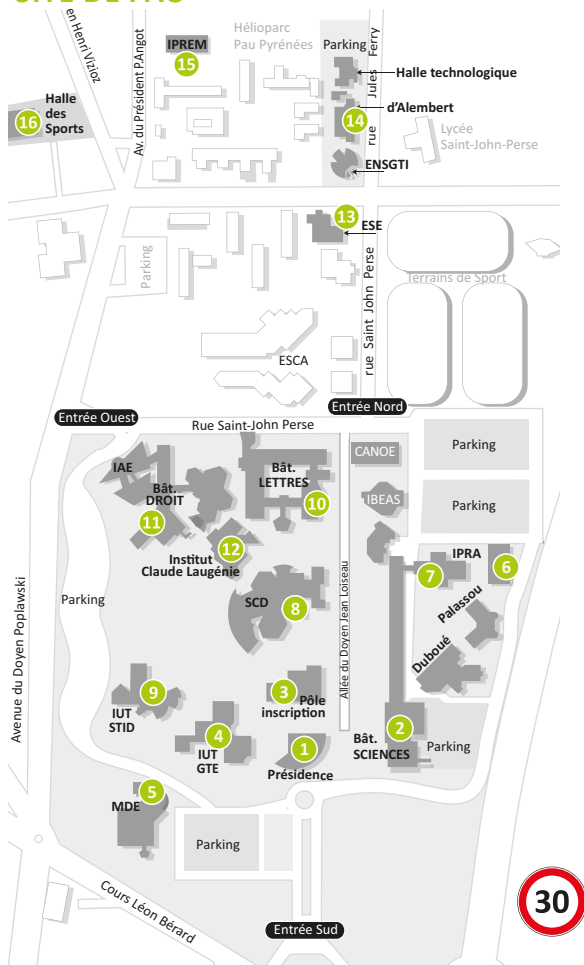 SITE DE PAU
en Henri Vizioz
Av. du Président P.Angot
IPREM
15
Hélioparc
Pau Pyrénées
Parking
rue Jules Ferry
Halle technologique
d'Alembert
14
ENSGTI
Lycée
Saint-John-Perse
Halle
des
Sports
16
13
ESE
Parking
rue Saint John Perse
Terrains de Sport
ESCA
Entrée Ouest
Entrée Nord
Rue Saint-John Perse
IAE
Bât.
DROIT
11
Bât.
LETTRES
10
CANOE
IBEAS
Parking
Parking
12
Institut
Claude Laugénie
IPRA
7
6
Palassou
Duboué
Parking
SCD
8
Allée du Doyen Jean Loiseau
Avenue du Doyen Poplawski
9
IUT
STID
3
Pôle
inscription
4
IUT
GTE
1
Présidence
2
Bât.
SCIENCES
Parking
5
MDE
Parking
Cours Léon Bérard
Entrée Sud
30